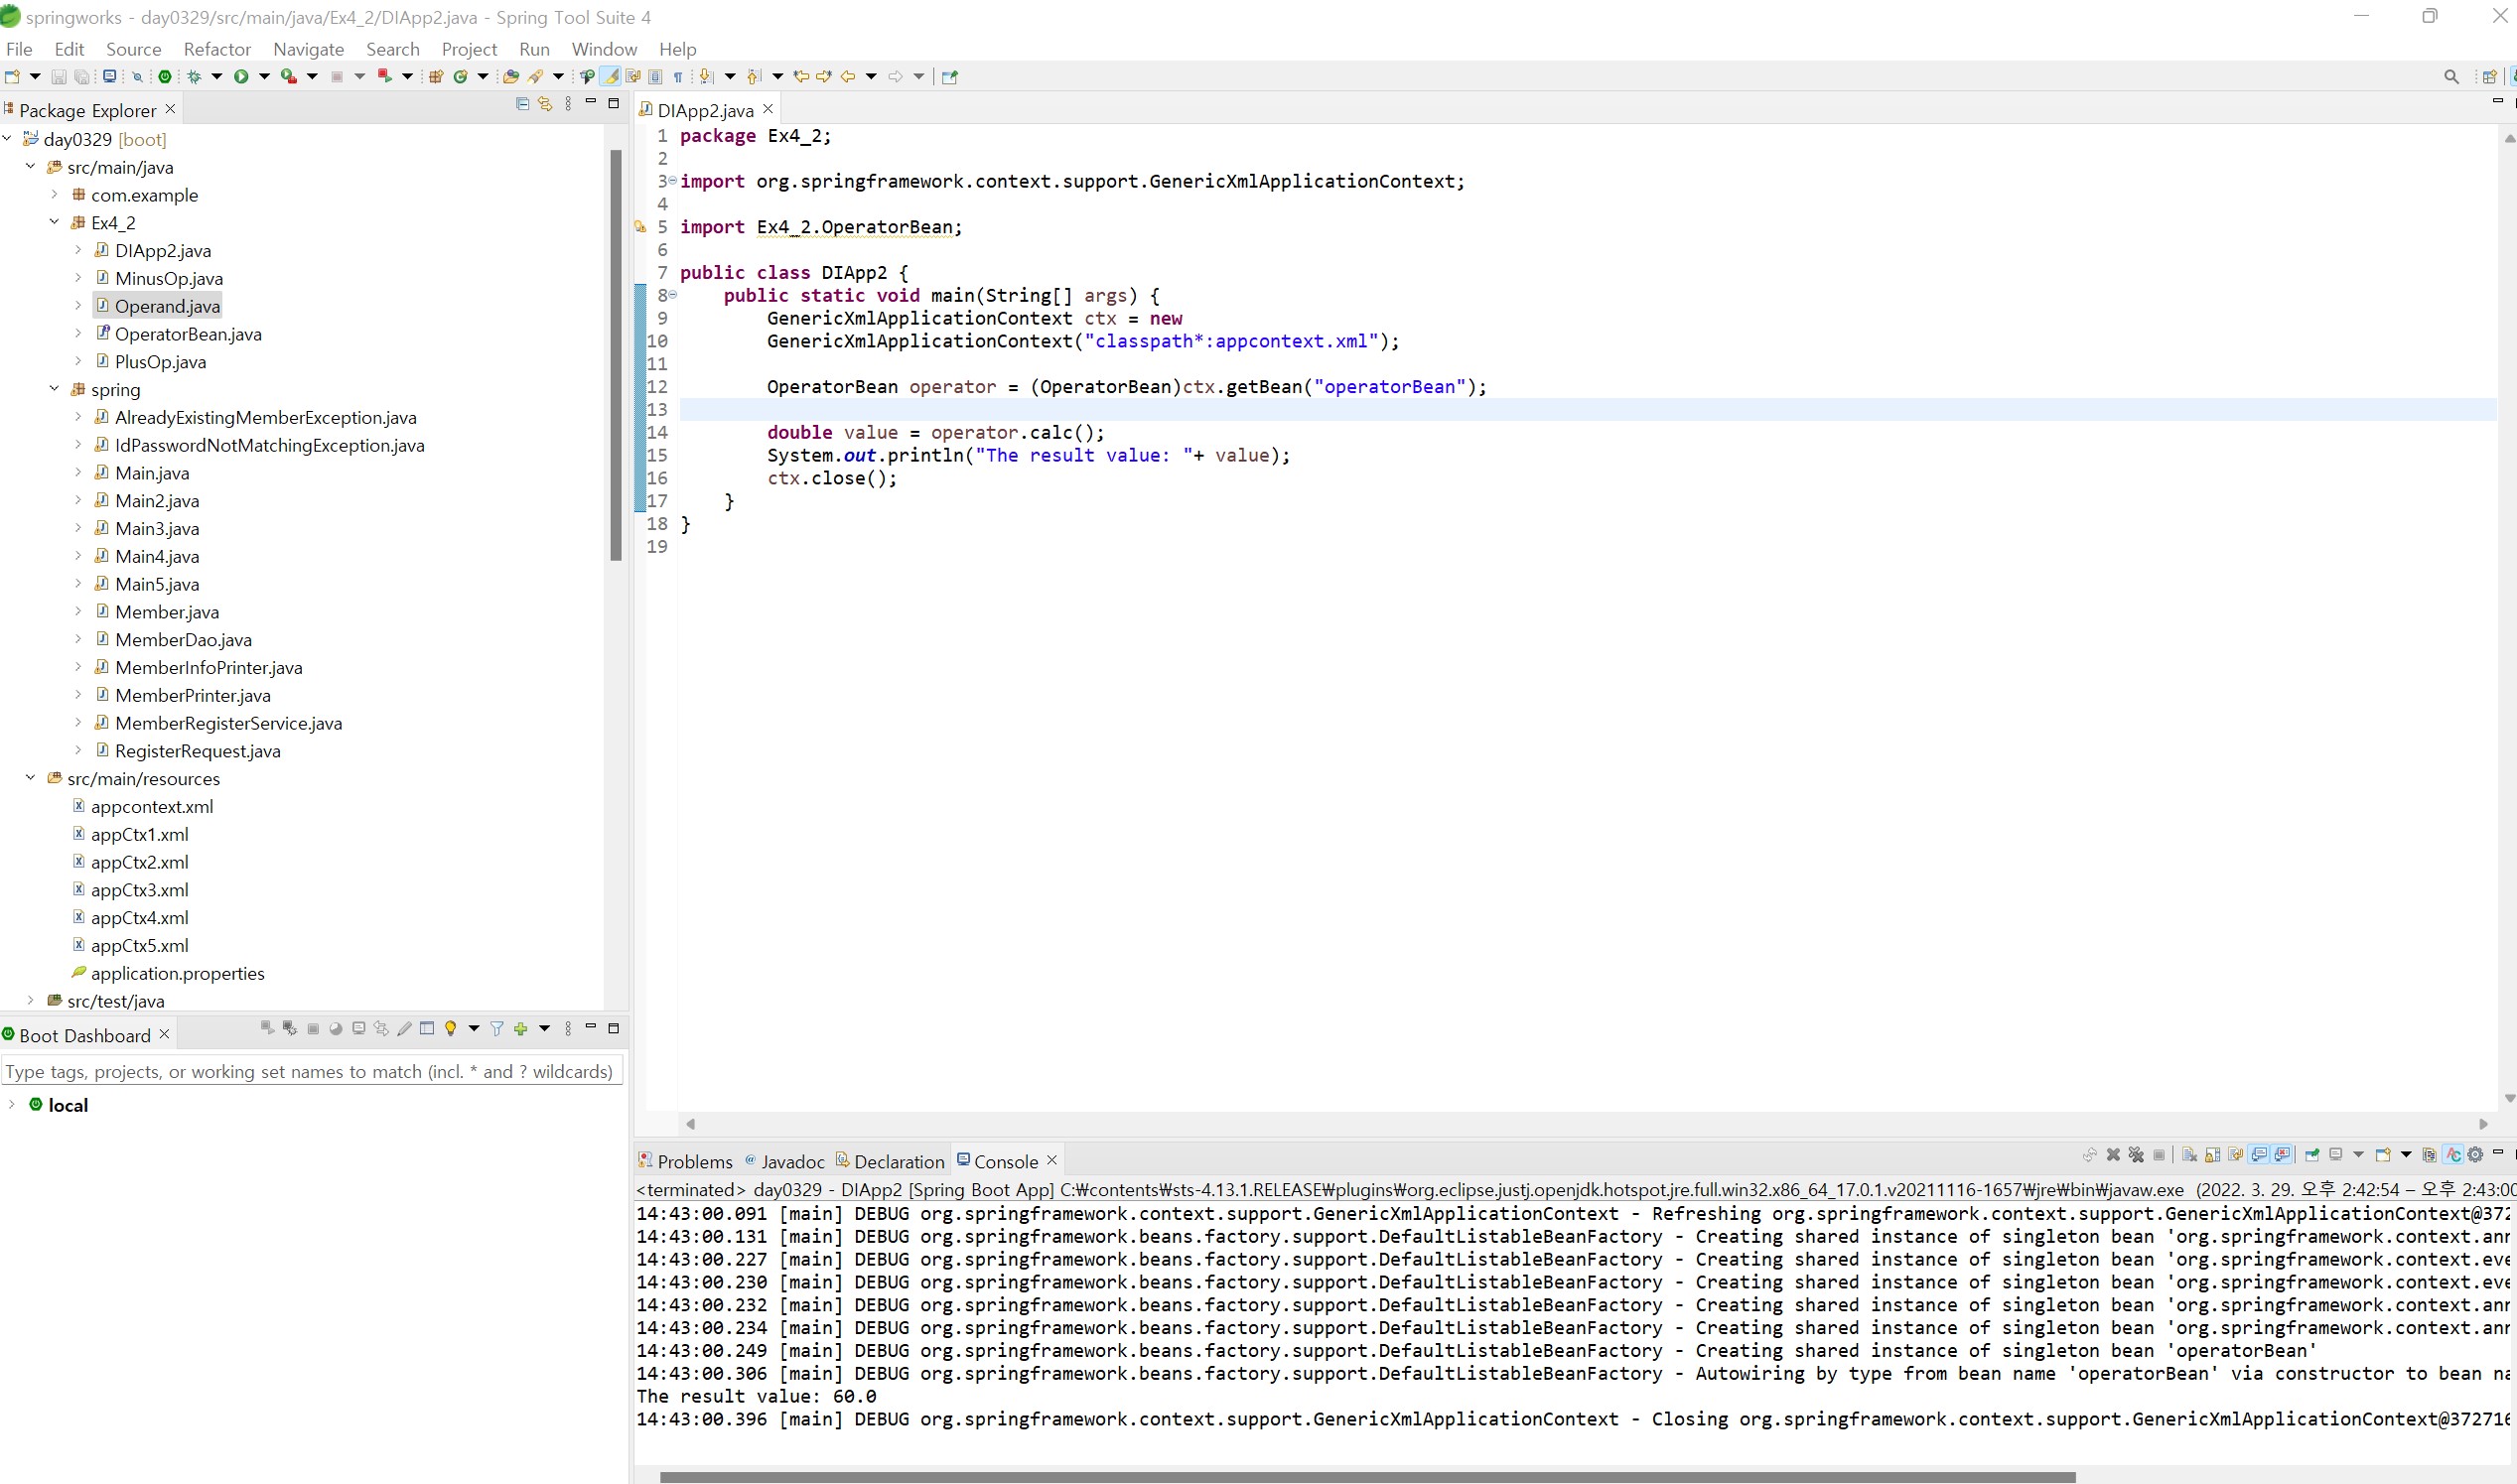 springworks - day0329/src/main/java/Ex4_2/DIApp2.java - Spring Tool Suite 4
File Edit Source Refactor Navigate Search Project Run Window Help
Package Explorer
day0329 [boot]
src/main/java
com.example
Ex4_2
DIApp2.java
MinusOp.java
Operand.java
OperatorBean.java
PlusOp.java
spring
AlreadyExistingMemberException.java
IdPasswordNotMatchingException.java
Main.java
Main2.java
Main3.java
Main4.java
Main5.java
Member.java
MemberDao.java
MemberInfoPrinter.java
MemberPrinter.java
MemberRegisterService.java
RegisterRequest.java
src/main/resources
appcontext.xml
appCtx1.xml
appCtx2.xml
appCtx3.xml
appCtx4.xml
appCtx5.xml
application.properties
src/test/java
Boot Dashboard
Type tags, projects, or working set names to match (incl. * and ? wildcards)
local
DIApp2.java
1 package Ex4_2;
2
3 import org.springframework.context.support.GenericXmlApplicationContext;
4
5 import Ex4_2.OperatorBean;
6
7 public class DIApp2 {
8 public static void main(String[] args) {
9 GenericXmlApplicationContext ctx = new
10 GenericXmlApplicationContext("classpath*:appcontext.xml");
11
12 OperatorBean operator = (OperatorBean)ctx.getBean("operatorBean");
13
14 double value = operator.calc();
15 System.out.println("The result value: "+ value);
16 ctx.close();
17 }
18 }
19
Problems @ Javadoc Declaration Console
<terminated> day0329 - DIApp2 [Spring Boot App] C:₩contents₩sts-4.13.1.RELEASE₩plugins₩org.eclipse.justj.openjdk.hotspot.jre.full.win32.x86_64_17.0.1.v20211116-1657₩jre₩bin₩javaw.exe (2022. 3. 29. 오후 2:42:54 – 오후 2:43:00
14:43:00.091 [main] DEBUG org.springframework.context.support.GenericXmlApplicationContext - Refreshing org.springframework.context.support.GenericXmlApplicationContext@372
14:43:00.131 [main] DEBUG org.springframework.beans.factory.support.DefaultListableBeanFactory - Creating shared instance of singleton bean 'org.springframework.context.ann
14:43:00.227 [main] DEBUG org.springframework.beans.factory.support.DefaultListableBeanFactory - Creating shared instance of singleton bean 'org.springframework.context.eve
14:43:00.230 [main] DEBUG org.springframework.beans.factory.support.DefaultListableBeanFactory - Creating shared instance of singleton bean 'org.springframework.context.eve
14:43:00.232 [main] DEBUG org.springframework.beans.factory.support.DefaultListableBeanFactory - Creating shared instance of singleton bean 'org.springframework.context.ann
14:43:00.234 [main] DEBUG org.springframework.beans.factory.support.DefaultListableBeanFactory - Creating shared instance of singleton bean 'org.springframework.context.ann
14:43:00.249 [main] DEBUG org.springframework.beans.factory.support.DefaultListableBeanFactory - Creating shared instance of singleton bean 'operatorBean'
14:43:00.306 [main] DEBUG org.springframework.beans.factory.support.DefaultListableBeanFactory - Autowiring by type from bean name 'operatorBean' via constructor to bean na
The result value: 60.0
14:43:00.396 [main] DEBUG org.springframework.context.support.GenericXmlApplicationContext - Closing org.springframework.context.support.GenericXmlApplicationContext@372716